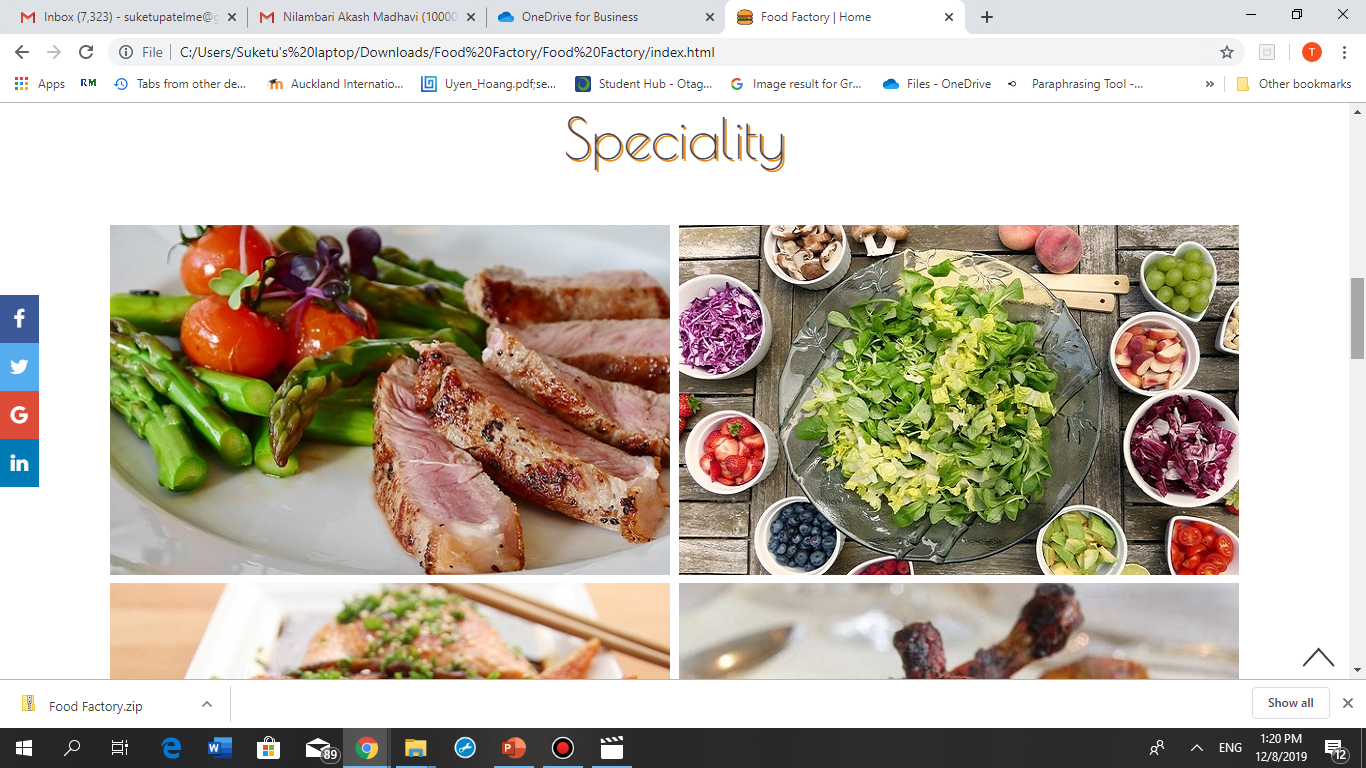 Inbox (7,323) - suketupatelme@g
Nilambari Akash Madhavi (10000
OneDrive for Business
Food Factory | Home
File
C:/Users/Suketu's%20laptop/Downloads/Food%20Factory/Food%20Factory/index.html
T
Apps
RM
Tabs from other de...
Auckland Internatio...
Uyen_Hoang.pdf;se...
Student Hub - Otag...
Image result for Gr...
Files - OneDrive
Paraphrasing Tool -...
»
Other bookmarks
Speciality
f
G
in
Food Factory.zip
Show all
89
ENG
1:20 PM
12/8/2019
12